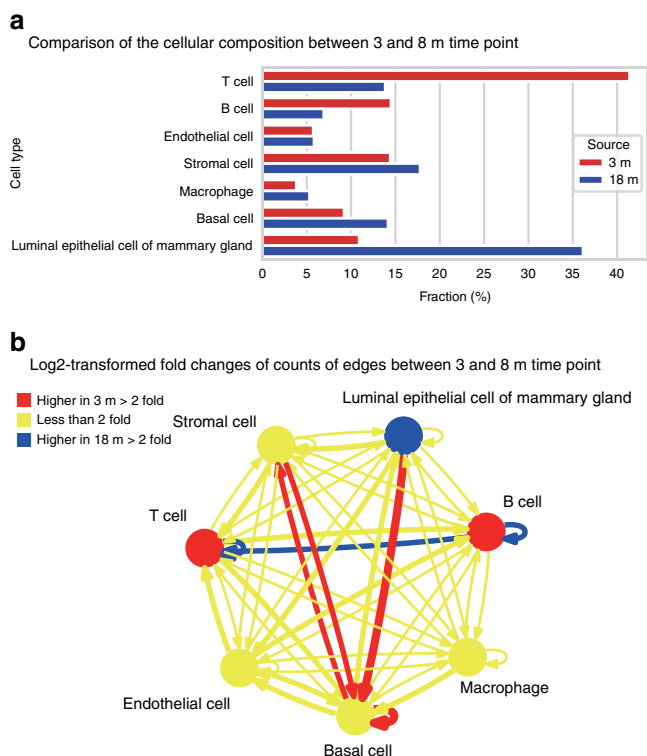 a
Comparison of the cellular composition between 3 and 8 m time point
Cell type
T cell
B cell
Endothelial cell
Stromal cell
Macrophage
Basal cell
Luminal epithelial cell of mammary gland
Source
3 m
18 m
0 5 10 15 20 25 30 35 40
Fraction (%)
b
Log2-transformed fold changes of counts of edges between 3 and 8 m time point
Higher in 3 m > 2 fold
Less than 2 fold
Higher in 18 m > 2 fold
Luminal epithelial cell of mammary gland
Stromal cell
B cell
T cell
Macrophage
Endothelial cell
Basal cell